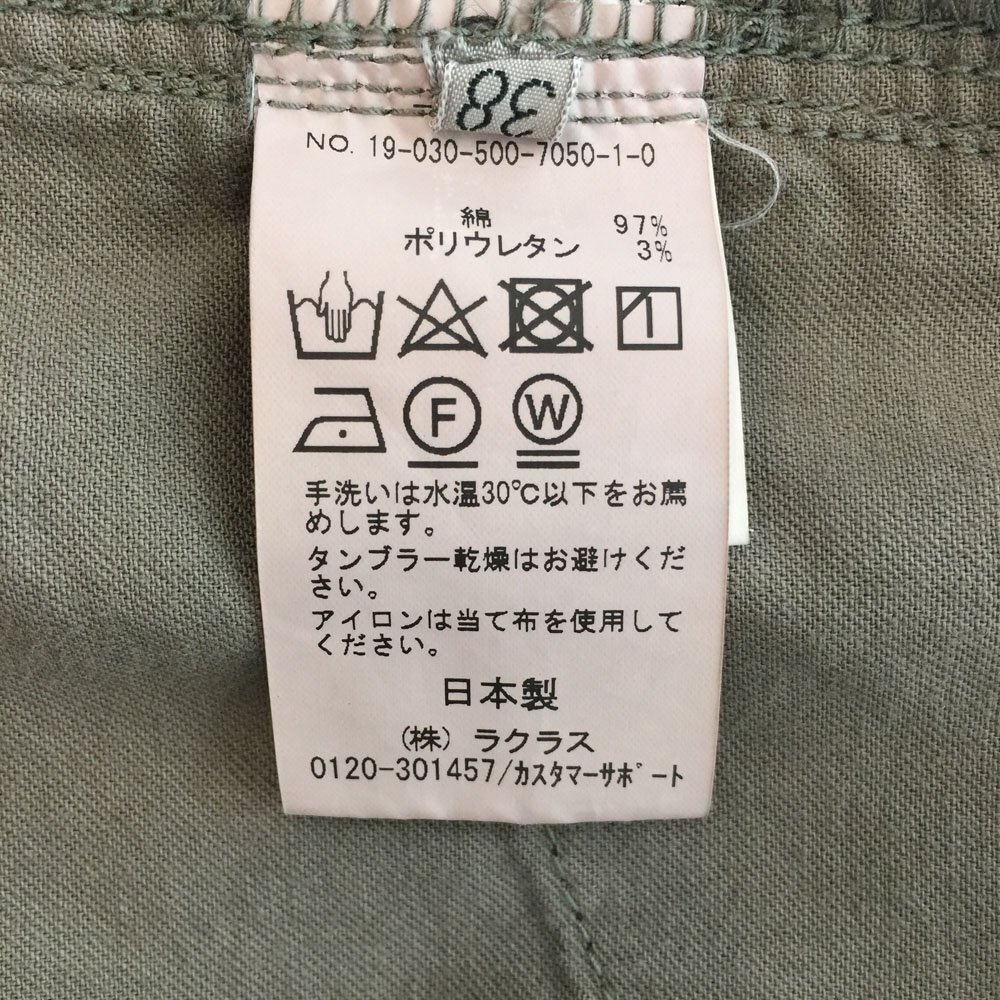 38
NO. 19-030-500-7050-1-0
綿 97%
ポリウレタン 3%
F W
手洗いは水温30℃以下をお薦
めします。
タンブラー乾燥はお避けくだ
さい。
アイロンは当て布を使用して
ください。
日本製
(株) ラクラス
0120-301457/カスタマーサポート